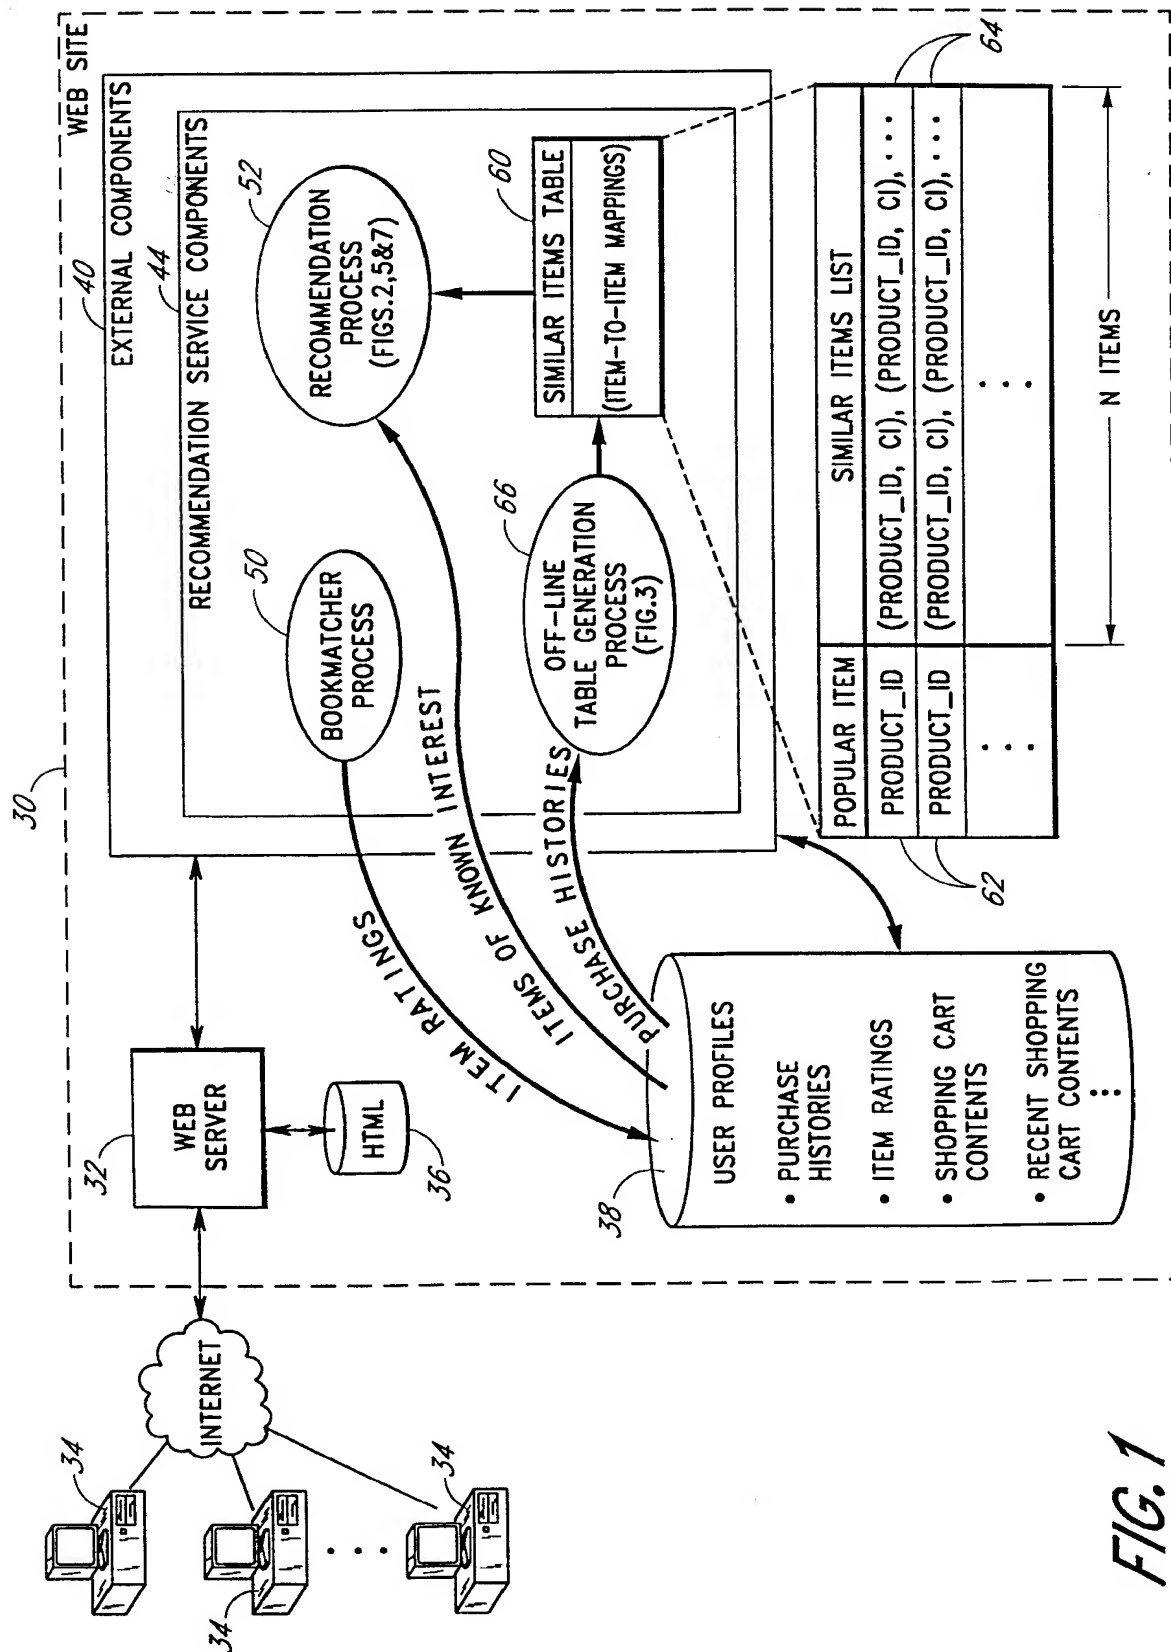 30
WEB SITE
40
EXTERNAL COMPONENTS
44
RECOMMENDATION SERVICE COMPONENTS
32
WEB
SERVER
HTML
36
34
34
34
INTERNET
50
BOOKMATCHER
PROCESS
52
RECOMMENDATION
PROCESS
(FIGS.2,5&7)
ITEM RATINGS
ITEMS OF KNOWN INTEREST
PURCHASE HISTORIES
66
OFF-LINE
TABLE GENERATION
PROCESS
(FIG.3)
60
SIMILAR ITEMS TABLE
(ITEM-TO-ITEM MAPPINGS)
38
USER PROFILES
• PURCHASE
HISTORIES
• ITEM RATINGS
• SHOPPING CART
CONTENTS
• RECENT SHOPPING
CART CONTENTS
POPULAR ITEM SIMILAR ITEMS LIST
PRODUCT_ID (PRODUCT_ID, CI), (PRODUCT_ID, CI), ...
PRODUCT_ID (PRODUCT_ID, CI), (PRODUCT_ID, CI), ...
... ...
62
64
N ITEMS
FIG. 1